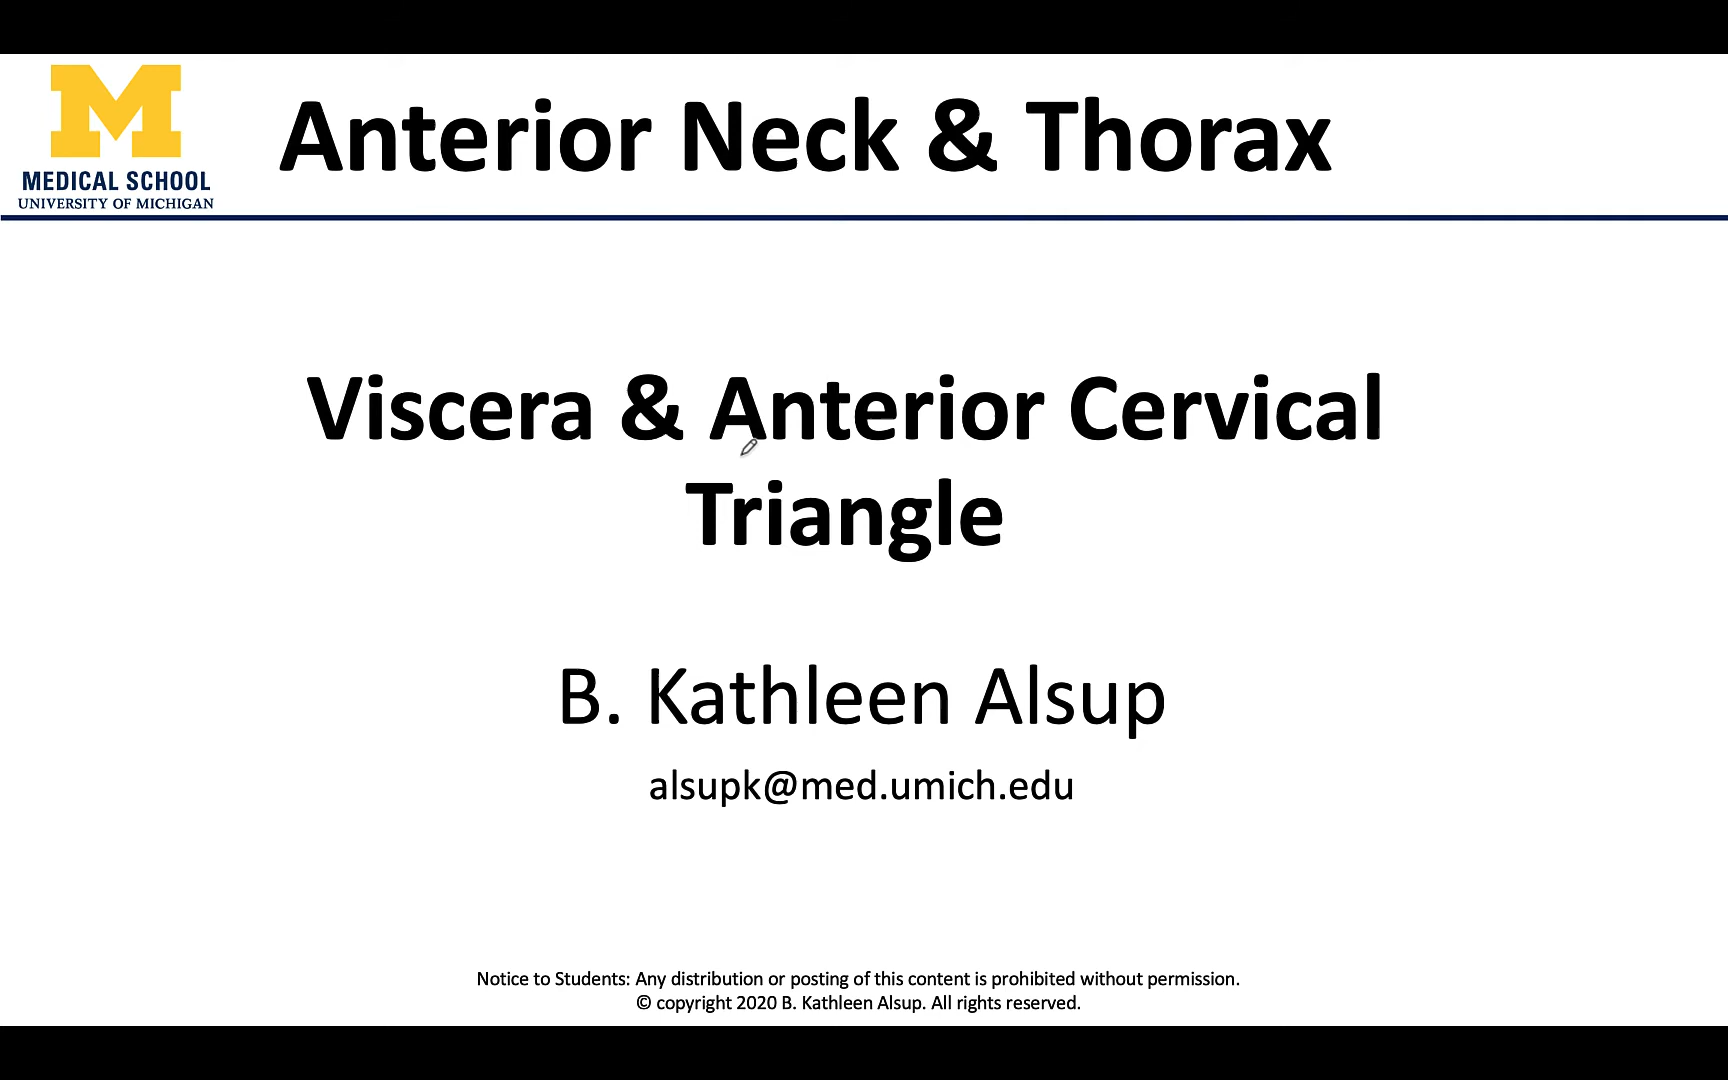 M
MEDICAL SCHOOL
UNIVERSITY OF MICHIGAN
Anterior Neck & Thorax
Viscera & Anterior Cervical
Triangle
B. Kathleen Alsup
alsupk@med.umich.edu
Notice to Students: Any distribution or posting of this content is prohibited without permission.
© copyright 2020 B. Kathleen Alsup. All rights reserved.